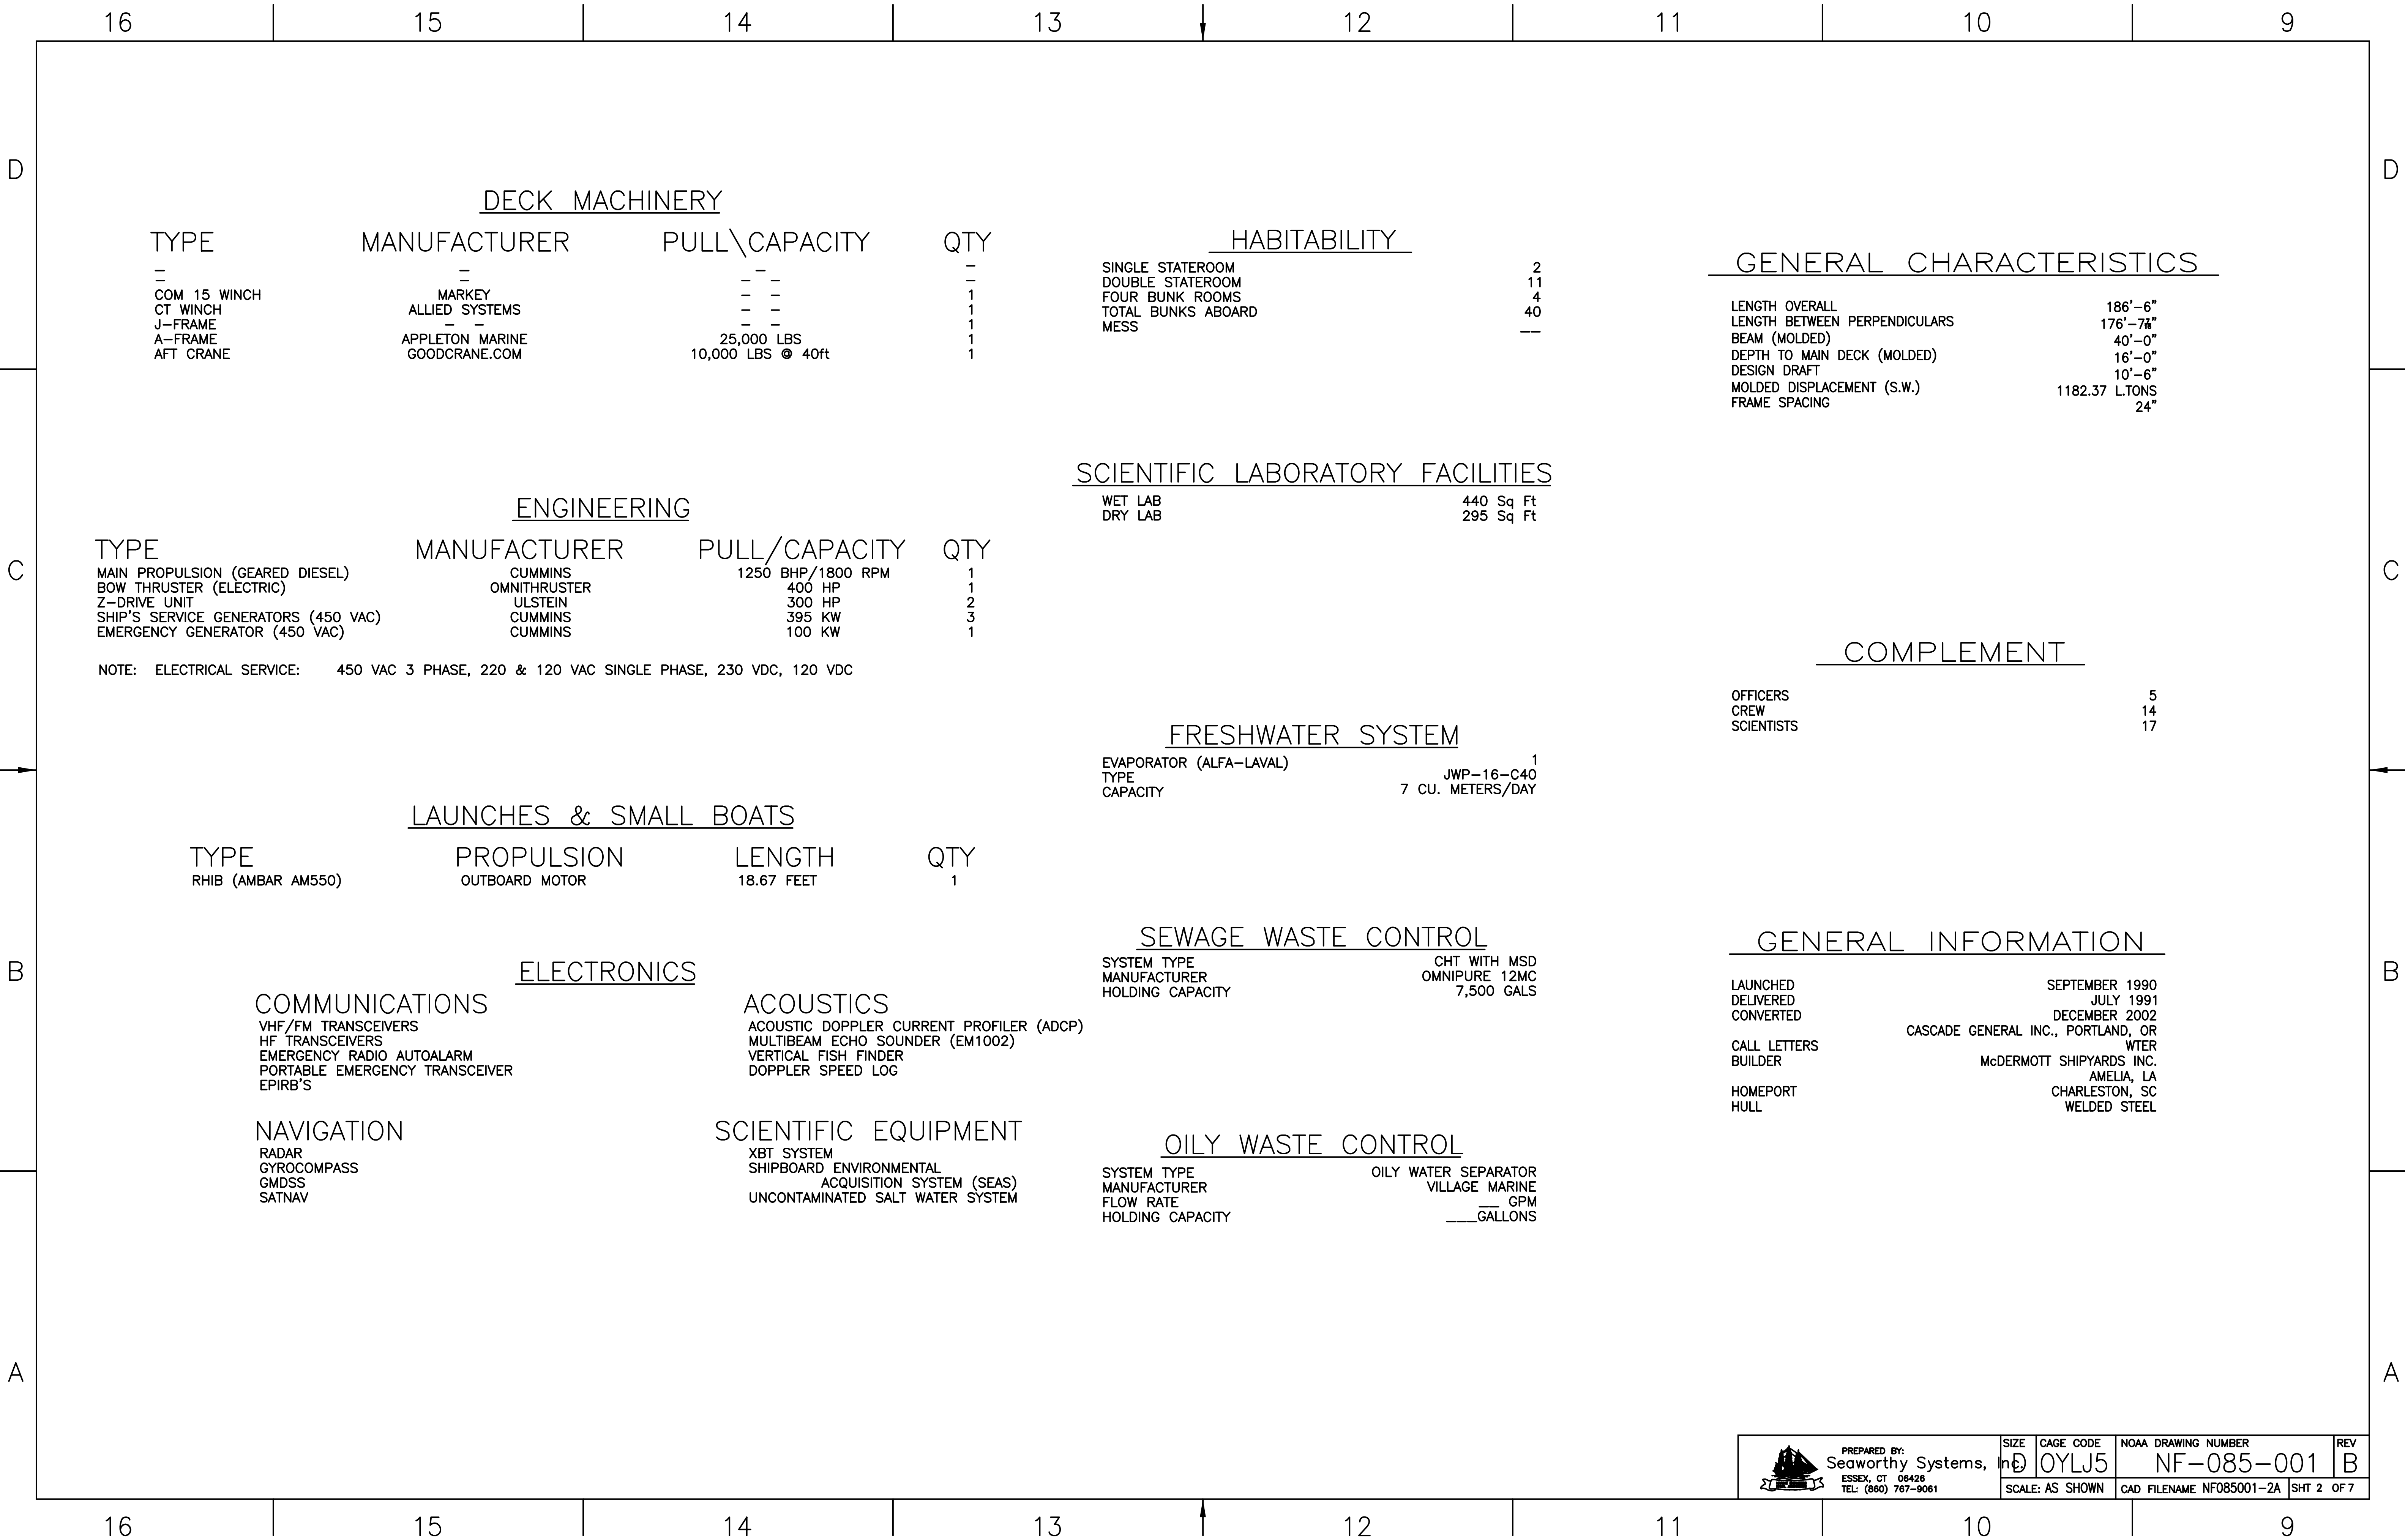 16 15 14 13 12 11 10 9
D D
DECK MACHINERY
TYPE MANUFACTURER PULL\CAPACITY QTY
– – – –
– – – – –
COM 15 WINCH MARKEY – – 1
CT WINCH ALLIED SYSTEMS – – 1
J–FRAME – – – – 1
A–FRAME APPLETON MARINE 25,000 LBS 1
AFT CRANE GOODCRANE.COM 10,000 LBS @ 40ft 1
HABITABILITY
SINGLE STATEROOM 2
DOUBLE STATEROOM 11
FOUR BUNK ROOMS 4
TOTAL BUNKS ABOARD 40
MESS __
GENERAL CHARACTERISTICS
LENGTH OVERALL 186'–6"
LENGTH BETWEEN PERPENDICULARS
BEAM (MOLDED) 40'–0"
DEPTH TO MAIN DECK (MOLDED) 16'–0"
DESIGN DRAFT 10'–6"
MOLDED DISPLACEMENT (S.W.) 1182.37 L.TONS
FRAME SPACING 24"
C C
ENGINEERING
TYPE MANUFACTURER PULL/CAPACITY QTY
MAIN PROPULSION (GEARED DIESEL) CUMMINS 1250 BHP/1800 RPM 1
BOW THRUSTER (ELECTRIC) OMNITHRUSTER 400 HP 1
Z–DRIVE UNIT ULSTEIN 300 HP 2
SHIP'S SERVICE GENERATORS (450 VAC) CUMMINS 395 KW 3
EMERGENCY GENERATOR (450 VAC) CUMMINS 100 KW 1
NOTE: ELECTRICAL SERVICE: 450 VAC 3 PHASE, 220 & 120 VAC SINGLE PHASE, 230 VDC, 120 VDC
SCIENTIFIC LABORATORY FACILITIES
WET LAB 440 Sq Ft
DRY LAB 295 Sq Ft
COMPLEMENT
OFFICERS 5
CREW 14
SCIENTISTS 17
FRESHWATER SYSTEM
EVAPORATOR (ALFA–LAVAL) 1
TYPE JWP–16–C40
CAPACITY 7 CU. METERS/DAY
LAUNCHES & SMALL BOATS
TYPE PROPULSION LENGTH QTY
RHIB (AMBAR AM550) OUTBOARD MOTOR 18.67 FEET 1
B B
ELECTRONICS
COMMUNICATIONS
VHF/FM TRANSCEIVERS
HF TRANSCEIVERS
EMERGENCY RADIO AUTOALARM
PORTABLE EMERGENCY TRANSCEIVER
EPIRB'S
ACOUSTICS
ACOUSTIC DOPPLER CURRENT PROFILER (ADCP)
MULTIBEAM ECHO SOUNDER (EM1002)
VERTICAL FISH FINDER
DOPPLER SPEED LOG
NAVIGATION
RADAR
GYROCOMPASS
GMDSS
SATNAV
SCIENTIFIC EQUIPMENT
XBT SYSTEM
SHIPBOARD ENVIRONMENTAL
ACQUISITION SYSTEM (SEAS)
UNCONTAMINATED SALT WATER SYSTEM
SEWAGE WASTE CONTROL
SYSTEM TYPE CHT WITH MSD
MANUFACTURER OMNIPURE 12MC
HOLDING CAPACITY 7,500 GALS
OILY WASTE CONTROL
SYSTEM TYPE OILY WATER SEPARATOR
MANUFACTURER VILLAGE MARINE
FLOW RATE __ GPM
HOLDING CAPACITY ___GALLONS
GENERAL INFORMATION
LAUNCHED SEPTEMBER 1990
DELIVERED JULY 1991
CONVERTED DECEMBER 2002
CASCADE GENERAL INC., PORTLAND, OR
CALL LETTERS WTER
BUILDER McDERMOTT SHIPYARDS INC.
AMELIA, LA
HOMEPORT CHARLESTON, SC
HULL WELDED STEEL
A A
PREPARED BY:
Seaworthy Systems, Inc.
ESSEX, CT 06426
TEL: (860) 767–9061
SIZE CAGE CODE NOAA DRAWING NUMBER REV
D 0YLJ5 NF–085–001 B
SCALE: AS SHOWN CAD FILENAME NF085001–2A SHT 2 OF 7
16 15 14 13 12 11 10 9